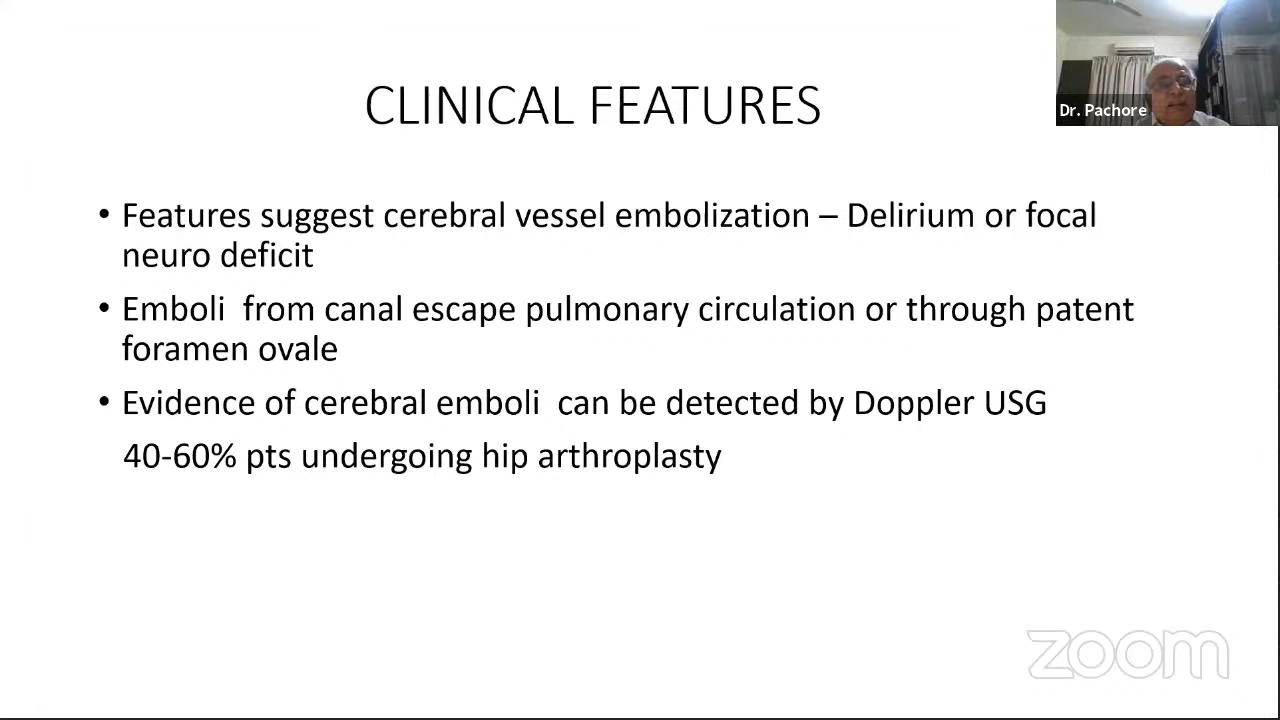 CLINICAL FEATURES
Dr. Pachore
• Features suggest cerebral vessel embolization – Delirium or focal
neuro deficit
• Emboli from canal escape pulmonary circulation or through patent
foramen ovale
• Evidence of cerebral emboli can be detected by Doppler USG
40-60% pts undergoing hip arthroplasty
zoom